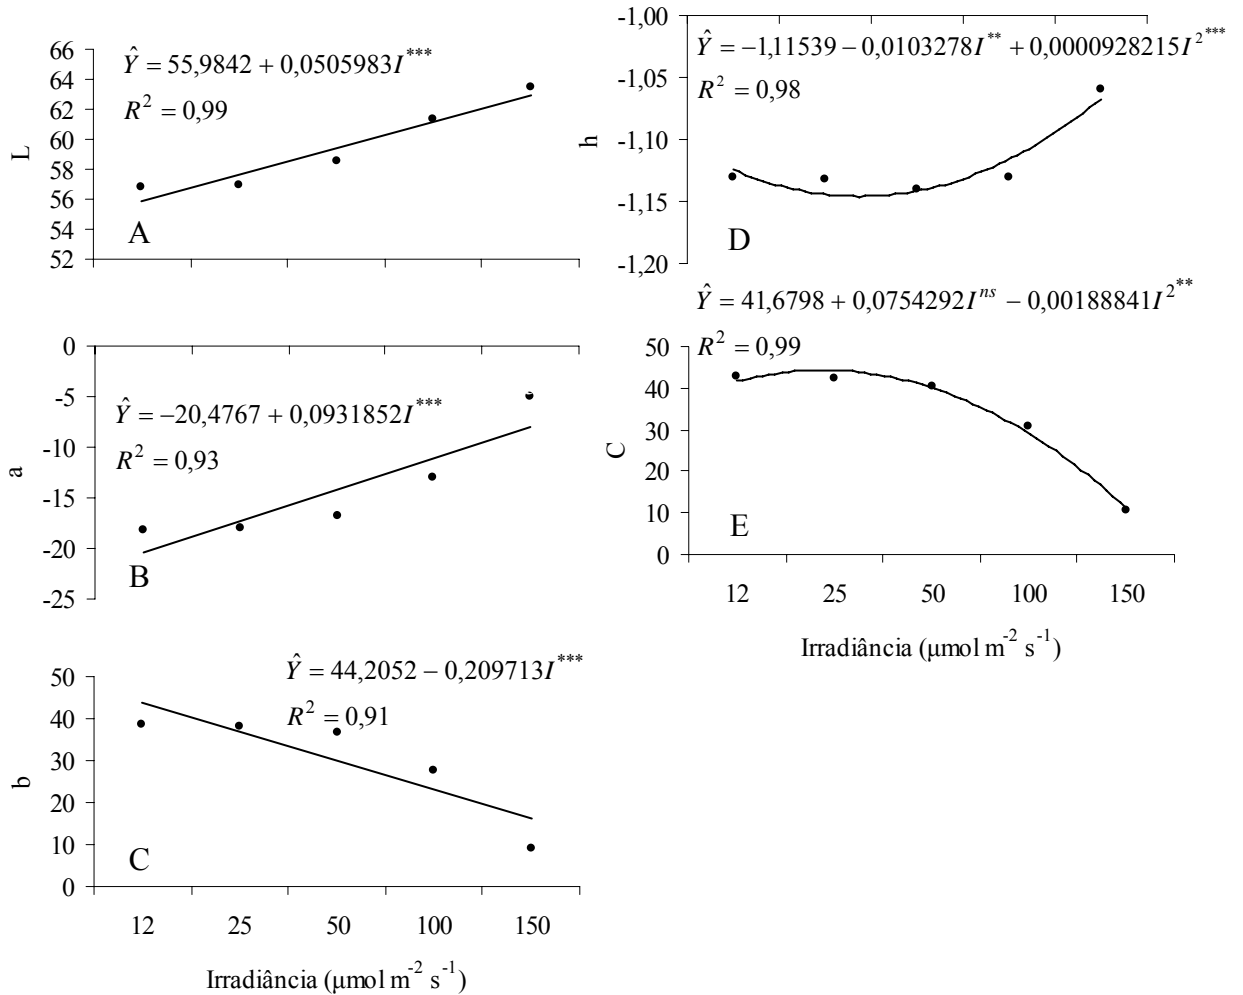 66
64
62
60
58
56
54
52
L
Ŷ = 55,9842 + 0,0505983I***
R² = 0,99
A
0
-5
-10
-15
-20
-25
a
Ŷ = −20,4767 + 0,0931852I***
R² = 0,93
B
50
40
30
20
10
0
b
Ŷ = 44,2052 − 0,209713I***
R² = 0,91
C
12 25 50 100 150
Irradiância (μmol m⁻² s⁻¹)
-1,00
-1,05
-1,10
-1,15
-1,20
h
Ŷ = −1,11539 − 0,0103278I** + 0,0000928215I²***
R² = 0,98
D
Ŷ = 41,6798 + 0,0754292Iⁿˢ − 0,00188841I²**
R² = 0,99
50
40
30
20
10
0
C
E
12 25 50 100 150
Irradiância (μmol m⁻² s⁻¹)